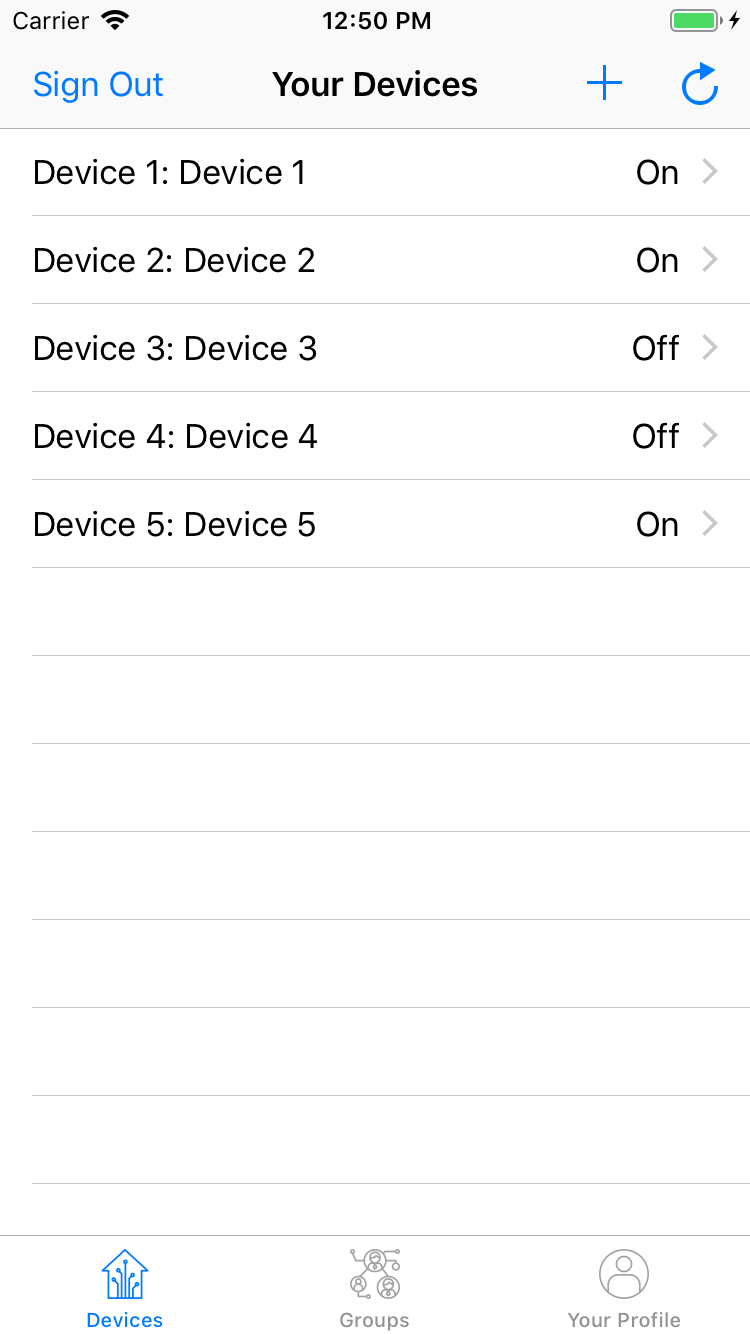 Carrier 12:50 PM
Sign Out Your Devices
Device 1: Device 1 On
Device 2: Device 2 On
Device 3: Device 3 Off
Device 4: Device 4 Off
Device 5: Device 5 On
Devices Groups Your Profile